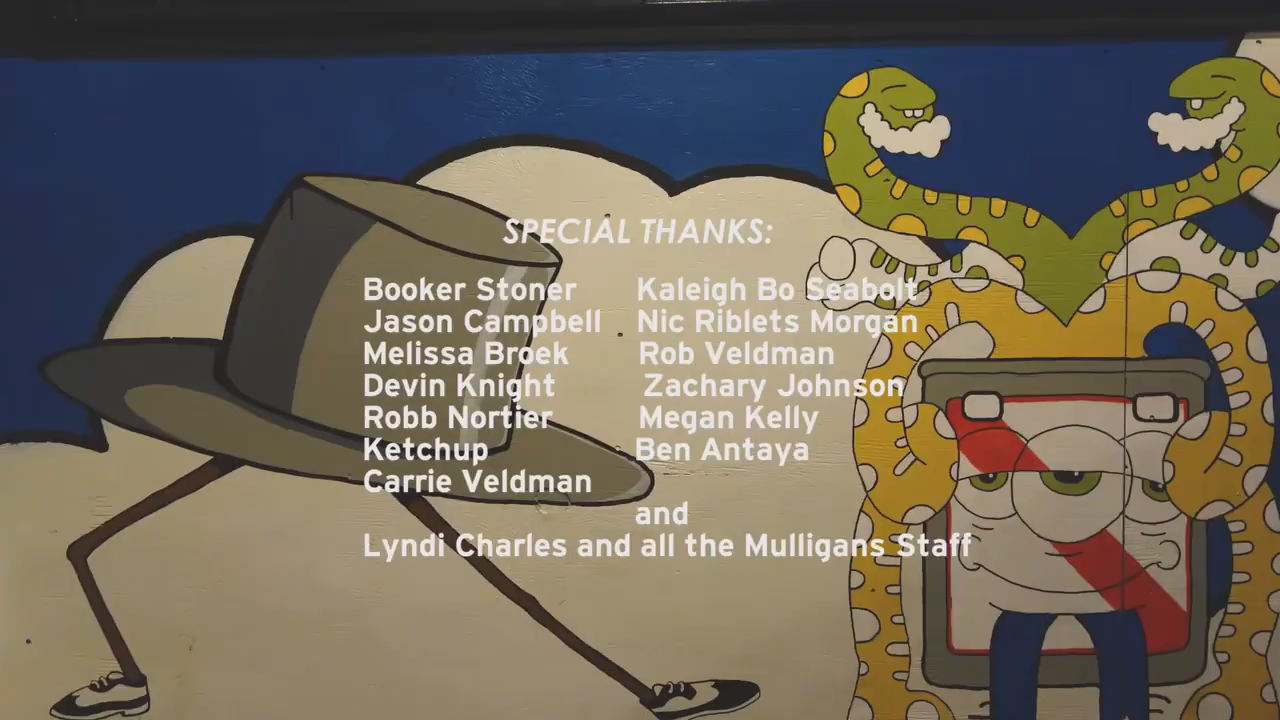 SPECIAL THANKS:
Booker Stoner Kaleigh Bo Seabolt
Jason Campbell Nic Riblets Morgan
Melissa Broek Rob Veldman
Devin Knight Zachary Johnson
Robb Nortier Megan Kelly
Ketchup Ben Antaya
Carrie Veldman
and
Lyndi Charles and all the Mulligans Staff